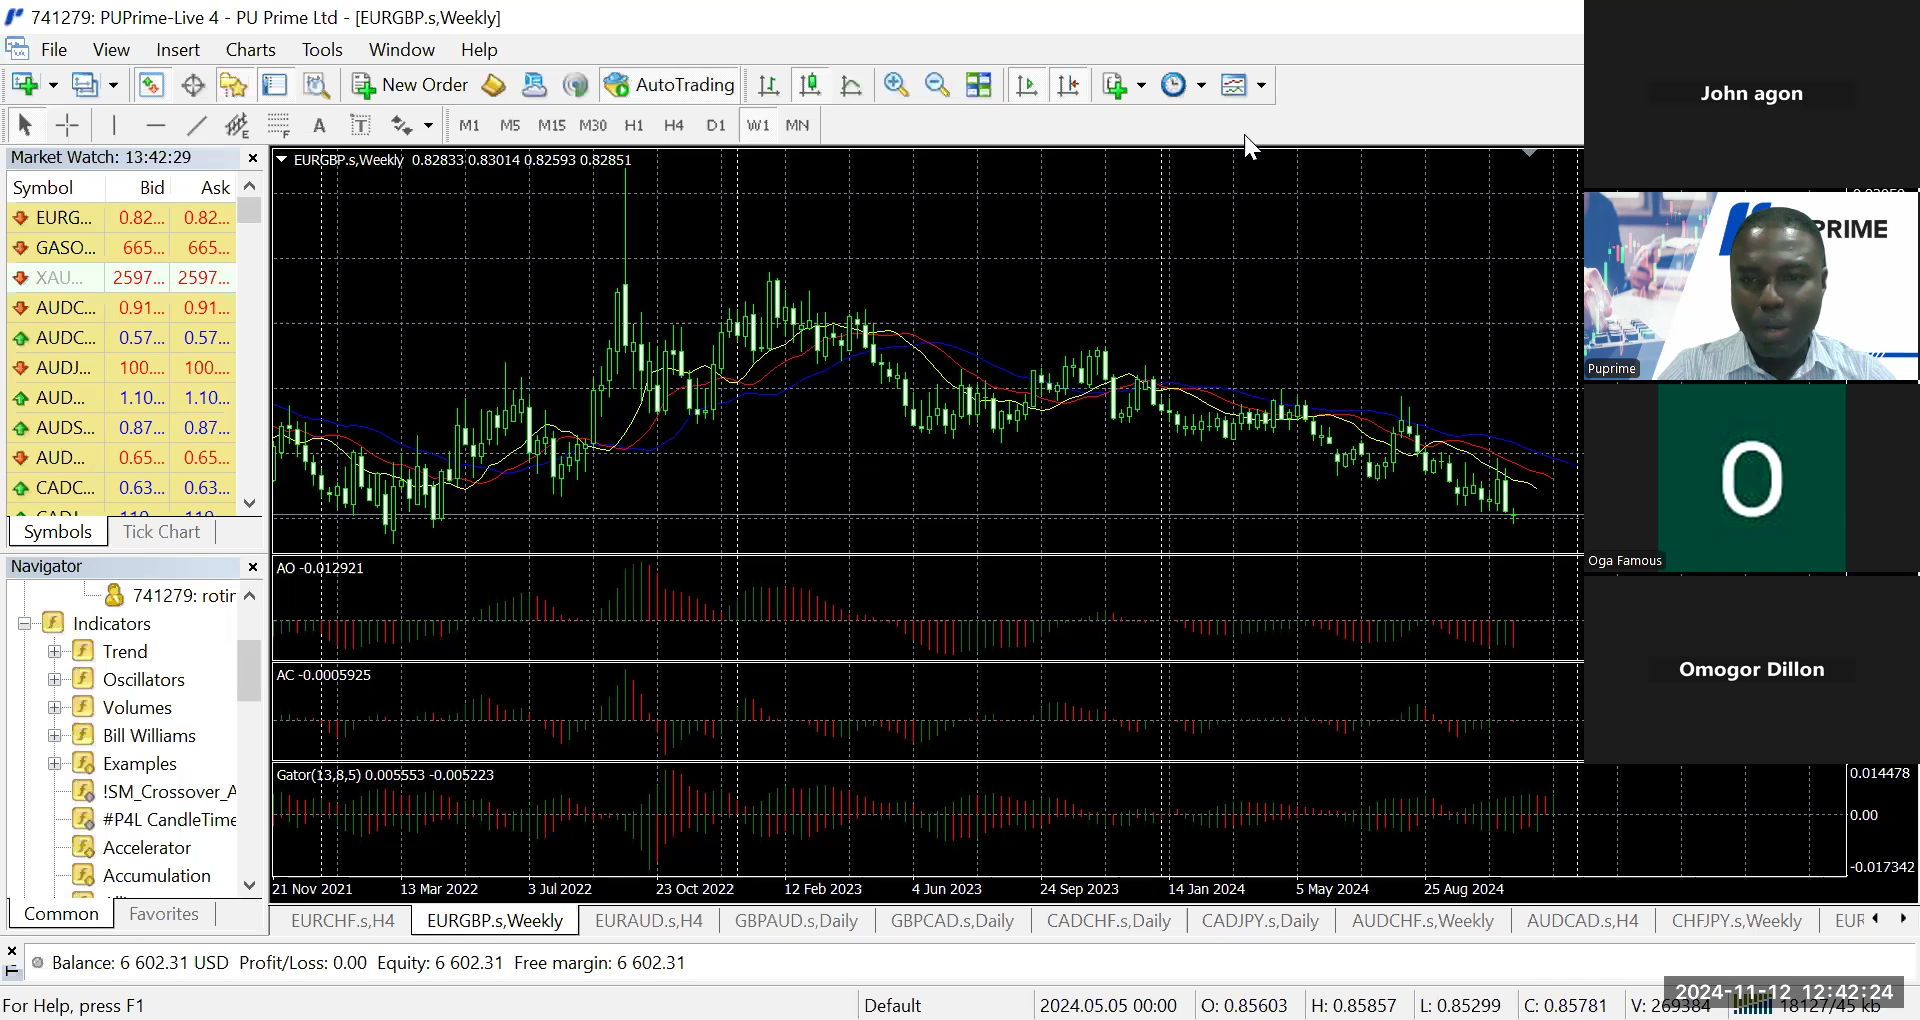 741279: PUPrime-Live 4 - PU Prime Ltd - [EURGBP.s,Weekly]
File View Insert Charts Tools Window Help
New Order AutoTrading
A T M1 M5 M15 M30 H1 H4 D1 W1 MN
Market Watch: 13:42:29
Symbol Bid Ask
EURG... 0.82... 0.82...
GASO... 665... 665...
XAU... 2597... 2597...
AUDC... 0.91... 0.91...
AUDC... 0.57... 0.57...
AUDJ... 100.... 100....
AUD... 1.10... 1.10...
AUDS... 0.87... 0.87...
AUD... 0.65... 0.65...
CADC... 0.63... 0.63...
Symbols Tick Chart
Navigator
741279: rotir
Indicators
Trend
Oscillators
Volumes
Bill Williams
Examples
!SM_Crossover_A
#P4L CandleTime
Accelerator
Accumulation
Common Favorites
EURGBP.s,Weekly 0.82833 0.83014 0.82593 0.82851
AO -0.012921
AC -0.0005925
Gator(13,8,5) 0.005553 -0.005223
0.014478
0.00
-0.017342
21 Nov 2021 13 Mar 2022 3 Jul 2022 23 Oct 2022 12 Feb 2023 4 Jun 2023 24 Sep 2023 14 Jan 2024 5 May 2024 25 Aug 2024
EURCHF.s,H4 EURGBP.s,Weekly EURAUD.s,H4 GBPAUD.s,Daily GBPCAD.s,Daily CADCHF.s,Daily CADJPY.s,Daily AUDCHF.s,Weekly AUDCAD.s,H4 CHFJPY.s,Weekly EUR
Balance: 6 602.31 USD Profit/Loss: 0.00 Equity: 6 602.31 Free margin: 6 602.31
For Help, press F1 Default 2024.05.05 00:00 O: 0.85603 H: 0.85857 L: 0.85299 C: 0.85781 V: 269384 18127/45 kb
2024-11-12 12:42:24
John agon
PRIME
Puprime
O
Oga Famous
Omogor Dillon